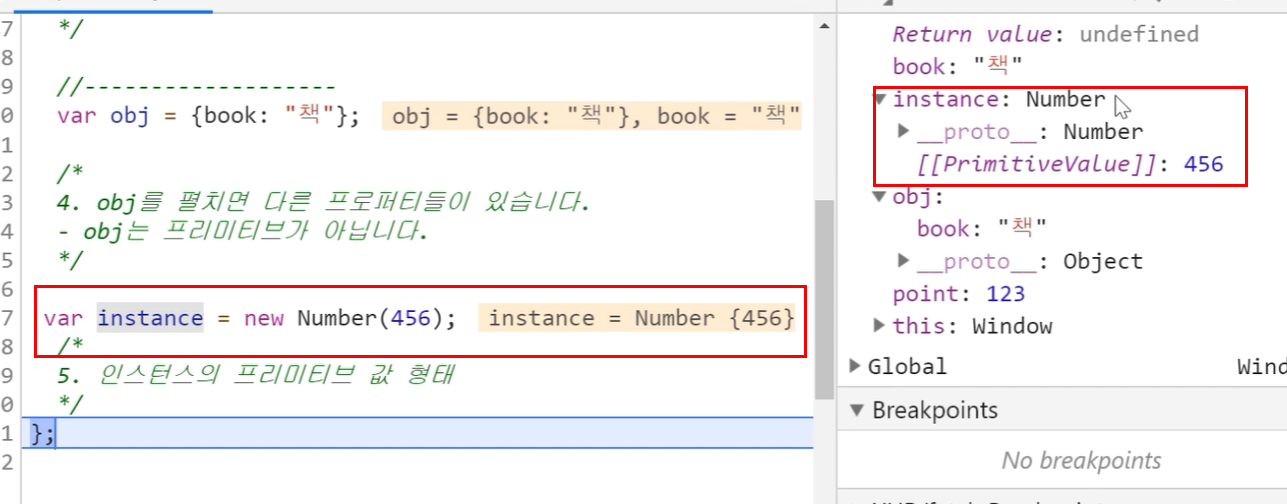 7 */
8
9 //-------------------
0 var obj = {book: "책"}; obj = {book: "책"}, book = "책"
1
2 /*
3 4. obj를 펼치면 다른 프로퍼티들이 있습니다.
4 - obj는 프리미티브가 아닙니다.
5 */
6
7 var instance = new Number(456); instance = Number {456}
8 /*
9 5. 인스턴스의 프리미티브 값 형태
0 */
1 };
2
Return value: undefined
book: "책"
▼ instance: Number
▶ __proto__: Number
[[PrimitiveValue]]: 456
▼ obj:
book: "책"
▶ __proto__: Object
point: 123
▶ this: Window
▶ Global Wind
▼ Breakpoints
No breakpoints